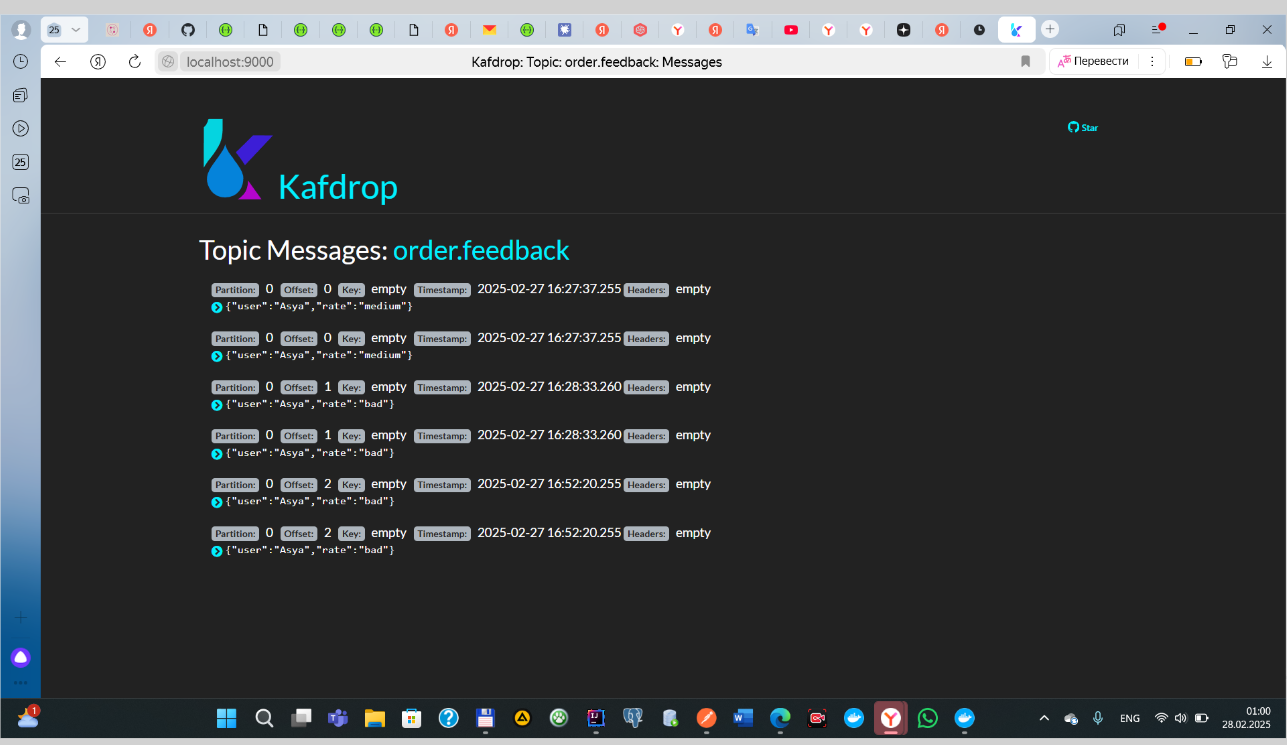 25
localhost:9000
Kafdrop: Topic: order.feedback: Messages
Перевести
25
Star
Kafdrop
Topic Messages: order.feedback
Partition: 0 Offset: 0 Key: empty Timestamp: 2025-02-27 16:27:37.255 Headers: empty
{"user":"Asya","rate":"medium"}
Partition: 0 Offset: 0 Key: empty Timestamp: 2025-02-27 16:27:37.255 Headers: empty
{"user":"Asya","rate":"medium"}
Partition: 0 Offset: 1 Key: empty Timestamp: 2025-02-27 16:28:33.260 Headers: empty
{"user":"Asya","rate":"bad"}
Partition: 0 Offset: 1 Key: empty Timestamp: 2025-02-27 16:28:33.260 Headers: empty
{"user":"Asya","rate":"bad"}
Partition: 0 Offset: 2 Key: empty Timestamp: 2025-02-27 16:52:20.255 Headers: empty
{"user":"Asya","rate":"bad"}
Partition: 0 Offset: 2 Key: empty Timestamp: 2025-02-27 16:52:20.255 Headers: empty
{"user":"Asya","rate":"bad"}
1
ENG
01:00
28.02.2025